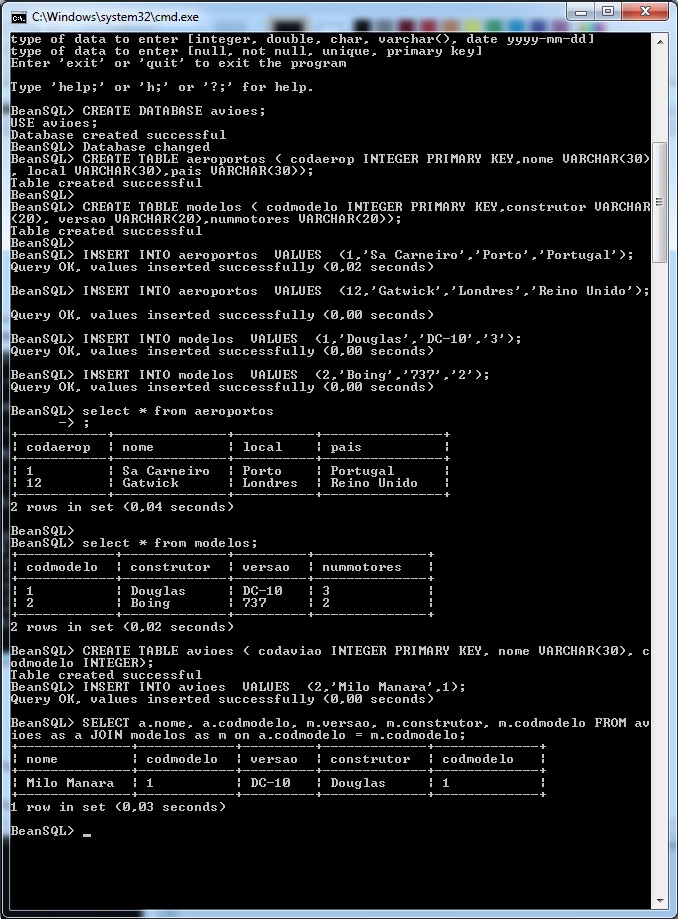 C:\Windows\system32\cmd.exe
type of data to enter [integer, double, char, varchar(), date yyyy-mm-dd]
type of data to enter [null, not null, unique, primary key]
Enter 'exit' or 'quit' to exit the program
Type 'help;' or 'h;' or '?;' for help.
BeanSQL> CREATE DATABASE avioes;
USE avioes;
Database created successful
BeanSQL> Database changed
BeanSQL> CREATE TABLE aeroportos ( codaerop INTEGER PRIMARY KEY,nome VARCHAR(30)
, local VARCHAR(30),pais VARCHAR(30));
Table created successful
BeanSQL>
BeanSQL> CREATE TABLE modelos ( codmodelo INTEGER PRIMARY KEY,construtor VARCHAR
(20), versao VARCHAR(20),nummotores VARCHAR(20));
Table created successful
BeanSQL>
BeanSQL> INSERT INTO aeroportos  VALUES  (1,'Sa Carneiro','Porto','Portugal');
Query OK, values inserted successfully (0,02 seconds)
BeanSQL> INSERT INTO aeroportos  VALUES  (12,'Gatwick','Londres','Reino Unido');
Query OK, values inserted successfully (0,00 seconds)
BeanSQL> INSERT INTO modelos  VALUES  (1,'Douglas','DC-10','3');
Query OK, values inserted successfully (0,00 seconds)
BeanSQL> INSERT INTO modelos  VALUES  (2,'Boing','737','2');
Query OK, values inserted successfully (0,00 seconds)
BeanSQL> select * from aeroportos
-> ;
+-----------+--------------+----------+---------------+
¦ codaerop  ¦ nome         ¦ local    ¦ pais          ¦
+-----------+--------------+----------+---------------+
¦ 1         ¦ Sa Carneiro  ¦ Porto    ¦ Portugal      ¦
¦ 12        ¦ Gatwick      ¦ Londres  ¦ Reino Unido   ¦
+-----------+--------------+----------+---------------+
2 rows in set (0,04 seconds)
BeanSQL>
BeanSQL> select * from modelos;
+------------+-------------+---------+--------------+
¦ codmodelo  ¦ construtor  ¦ versao  ¦ nummotores   ¦
+------------+-------------+---------+--------------+
¦ 1          ¦ Douglas     ¦ DC-10   ¦ 3            ¦
¦ 2          ¦ Boing       ¦ 737     ¦ 2            ¦
+------------+-------------+---------+--------------+
2 rows in set (0,02 seconds)
BeanSQL> CREATE TABLE avioes ( codaviao INTEGER PRIMARY KEY, nome VARCHAR(30), c
odmodelo INTEGER);
Table created successful
BeanSQL> INSERT INTO avioes  VALUES  (2,'Milo Manara',1);
Query OK, values inserted successfully (0,00 seconds)
BeanSQL> SELECT a.nome, a.codmodelo, m.versao, m.construtor, m.codmodelo FROM av
ioes as a JOIN modelos as m on a.codmodelo = m.codmodelo;
+--------------+------------+---------+-------------+------------+
¦ nome         ¦ codmodelo  ¦ versao  ¦ construtor  ¦ codmodelo  ¦
+--------------+------------+---------+-------------+------------+
¦ Milo Manara  ¦ 1          ¦ DC-10   ¦ Douglas     ¦ 1          ¦
+--------------+------------+---------+-------------+------------+
1 row in set (0,03 seconds)
BeanSQL> _